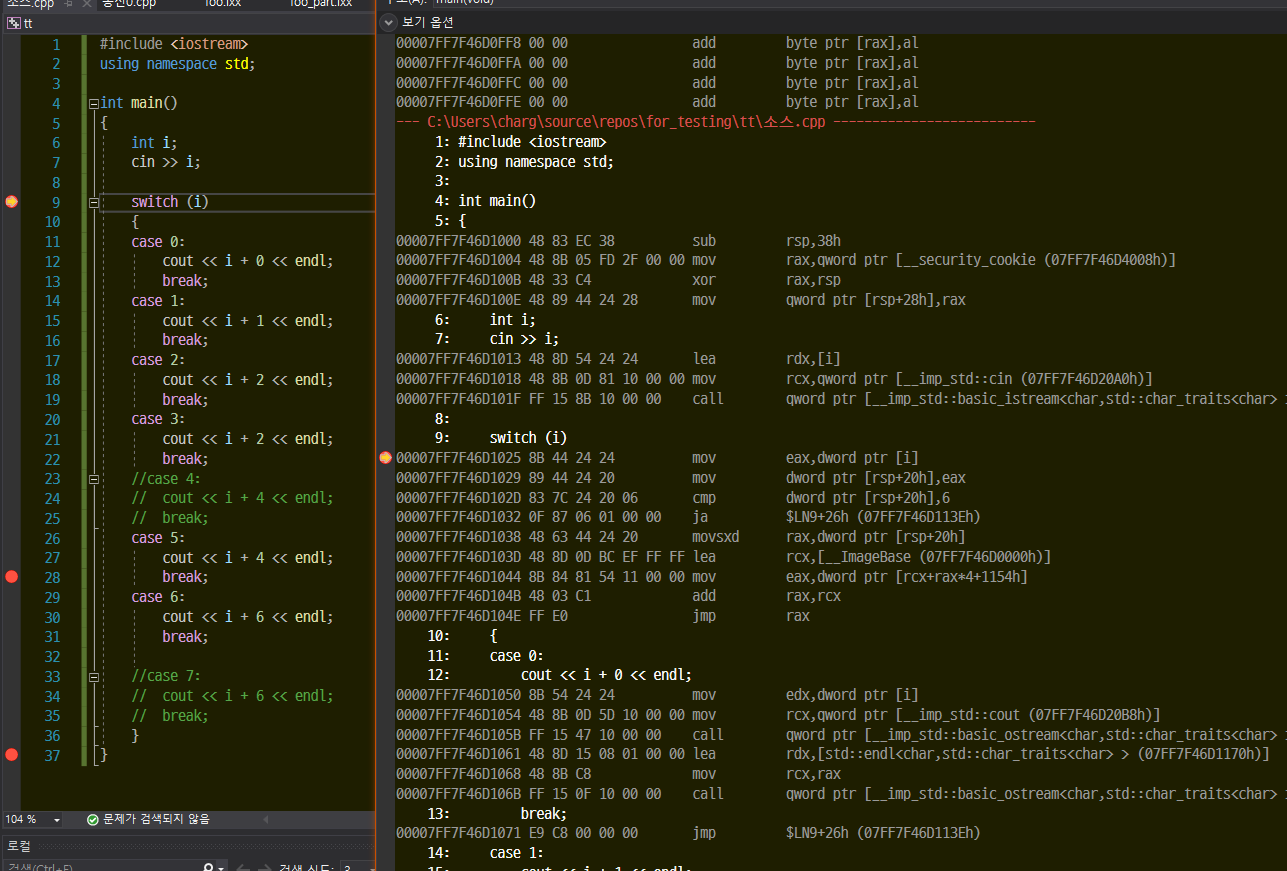 소스.cpp
통신0.cpp
foo.ixx
foo_part.ixx
main(void)
tt
보기 옵션
1 #include <iostream>
2 using namespace std;
3
4 int main()
5 {
6 int i;
7 cin >> i;
8
9 switch (i)
10 {
11 case 0:
12 cout << i + 0 << endl;
13 break;
14 case 1:
15 cout << i + 1 << endl;
16 break;
17 case 2:
18 cout << i + 2 << endl;
19 break;
20 case 3:
21 cout << i + 2 << endl;
22 break;
23 //case 4:
24 // cout << i + 4 << endl;
25 // break;
26 case 5:
27 cout << i + 4 << endl;
28 break;
29 case 6:
30 cout << i + 6 << endl;
31 break;
32
33 //case 7:
34 // cout << i + 6 << endl;
35 // break;
36 }
37 }
104 %
문제가 검색되지 않음
로컬
검색(Ctrl+E)
검색 심도: 3
00007FF7F46D0FF8 00 00 add byte ptr [rax],al
00007FF7F46D0FFA 00 00 add byte ptr [rax],al
00007FF7F46D0FFC 00 00 add byte ptr [rax],al
00007FF7F46D0FFE 00 00 add byte ptr [rax],al
--- C:\Users\charg\source\repos\for_testing\tt\소스.cpp -------------------------
1: #include <iostream>
2: using namespace std;
3:
4: int main()
5: {
00007FF7F46D1000 48 83 EC 38 sub rsp,38h
00007FF7F46D1004 48 8B 05 FD 2F 00 00 mov rax,qword ptr [__security_cookie (07FF7F46D4008h)]
00007FF7F46D100B 48 33 C4 xor rax,rsp
00007FF7F46D100E 48 89 44 24 28 mov qword ptr [rsp+28h],rax
6: int i;
7: cin >> i;
00007FF7F46D1013 48 8D 54 24 24 lea rdx,[i]
00007FF7F46D1018 48 8B 0D 81 10 00 00 mov rcx,qword ptr [__imp_std::cin (07FF7F46D20A0h)]
00007FF7F46D101F FF 15 8B 10 00 00 call qword ptr [__imp_std::basic_istream<char,std::char_traits<char>
8:
9: switch (i)
00007FF7F46D1025 8B 44 24 24 mov eax,dword ptr [i]
00007FF7F46D1029 89 44 24 20 mov dword ptr [rsp+20h],eax
00007FF7F46D102D 83 7C 24 20 06 cmp dword ptr [rsp+20h],6
00007FF7F46D1032 0F 87 06 01 00 00 ja $LN9+26h (07FF7F46D113Eh)
00007FF7F46D1038 48 63 44 24 20 movsxd rax,dword ptr [rsp+20h]
00007FF7F46D103D 48 8D 0D BC EF FF FF lea rcx,[__ImageBase (07FF7F46D0000h)]
00007FF7F46D1044 8B 84 81 54 11 00 00 mov eax,dword ptr [rcx+rax*4+1154h]
00007FF7F46D104B 48 03 C1 add rax,rcx
00007FF7F46D104E FF E0 jmp rax
10: {
11: case 0:
12: cout << i + 0 << endl;
00007FF7F46D1050 8B 54 24 24 mov edx,dword ptr [i]
00007FF7F46D1054 48 8B 0D 5D 10 00 00 mov rcx,qword ptr [__imp_std::cout (07FF7F46D20B8h)]
00007FF7F46D105B FF 15 47 10 00 00 call qword ptr [__imp_std::basic_ostream<char,std::char_traits<char>
00007FF7F46D1061 48 8D 15 08 01 00 00 lea rdx,[std::endl<char,std::char_traits<char> > (07FF7F46D1170h)]
00007FF7F46D1068 48 8B C8 mov rcx,rax
00007FF7F46D106B FF 15 0F 10 00 00 call qword ptr [__imp_std::basic_ostream<char,std::char_traits<char>
13: break;
00007FF7F46D1071 E9 C8 00 00 00 jmp $LN9+26h (07FF7F46D113Eh)
14: case 1:
15: cout << i + 1 << endl;